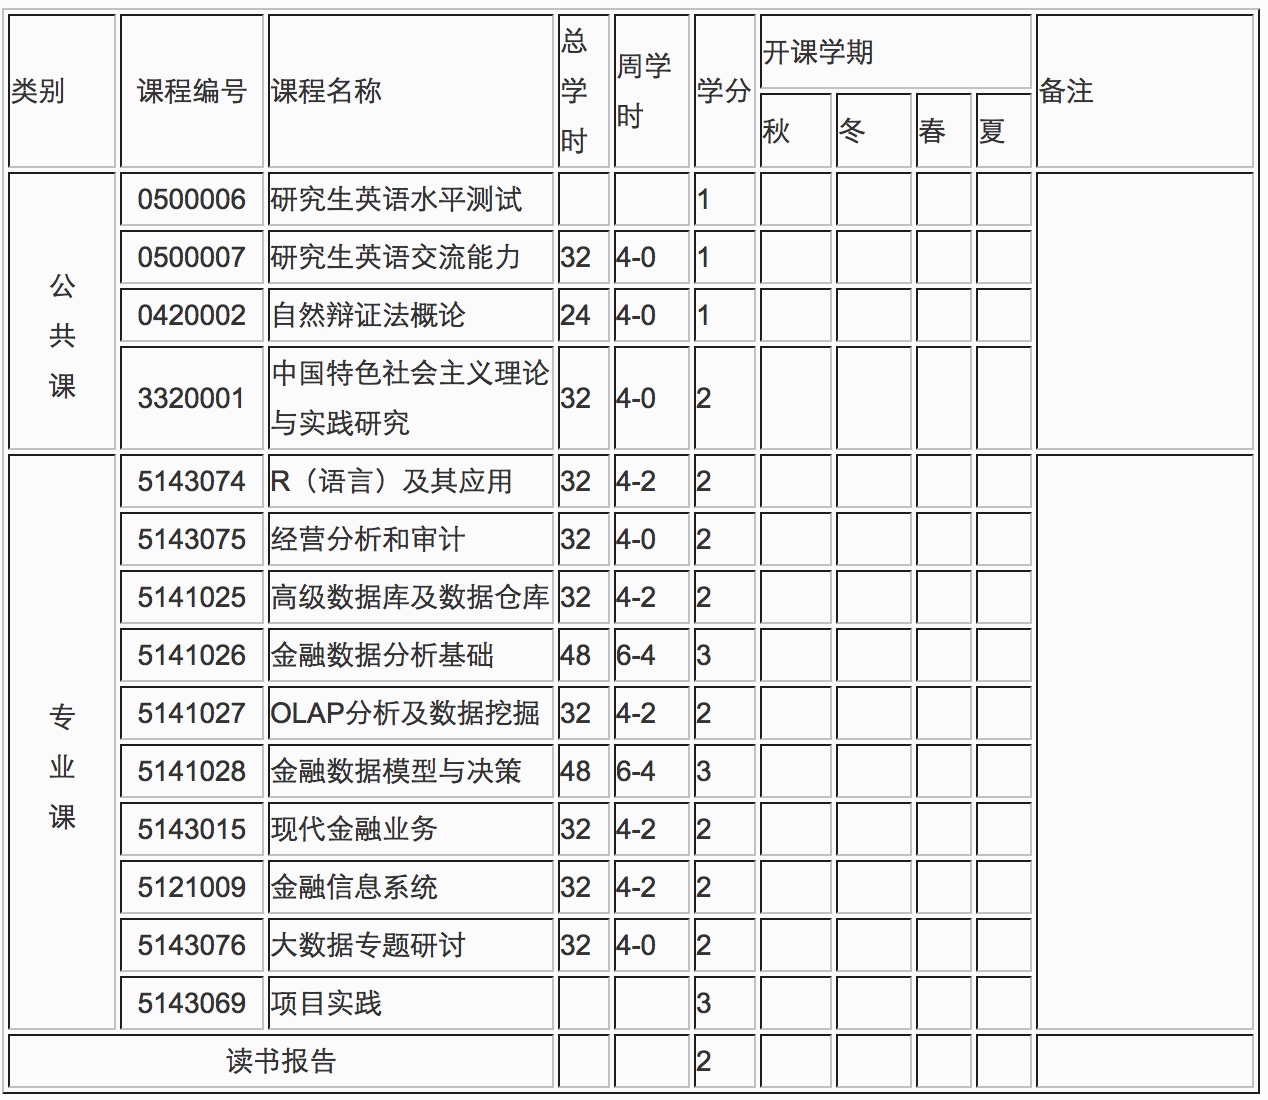 类别 课程编号 课程名称 总学时 周学时 学分 开课学期 备注
秋 冬 春 夏
公共课
0500006 研究生英语水平测试 1
0500007 研究生英语交流能力 32 4-0 1
0420002 自然辩证法概论 24 4-0 1
3320001 中国特色社会主义理论与实践研究 32 4-0 2
专业课
5143074 R（语言）及其应用 32 4-2 2
5143075 经营分析和审计 32 4-0 2
5141025 高级数据库及数据仓库 32 4-2 2
5141026 金融数据分析基础 48 6-4 3
5141027 OLAP分析及数据挖掘 32 4-2 2
5141028 金融数据模型与决策 48 6-4 3
5143015 现代金融业务 32 4-2 2
5121009 金融信息系统 32 4-2 2
5143076 大数据专题研讨 32 4-0 2
5143069 项目实践 3
读书报告 2